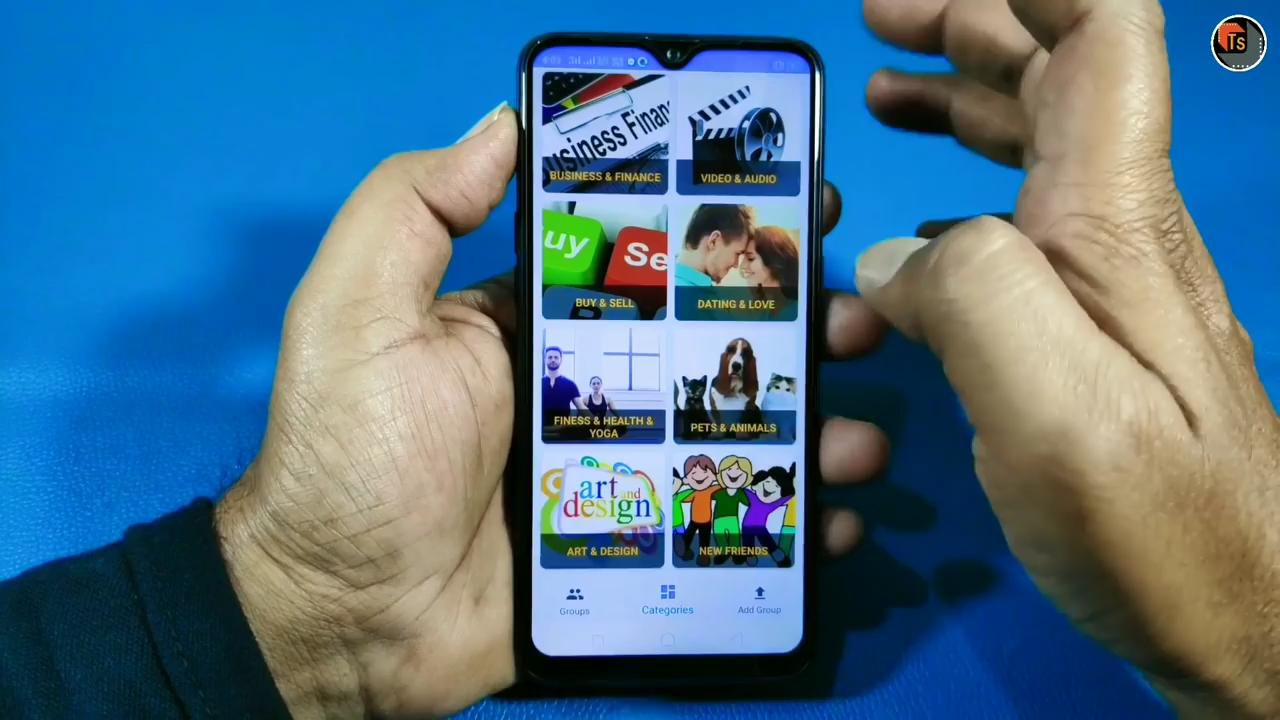 Ts
usiness Finan
BUSINESS & FINANCE
VIDEO & AUDIO
uy
Se
B
BUY & SELL
DATING & LOVE
FINESS & HEALTH &
YOGA
PETS & ANIMALS
art and
design
ART & DESIGN
NEW FRIENDS
Groups
Categories
Add Group